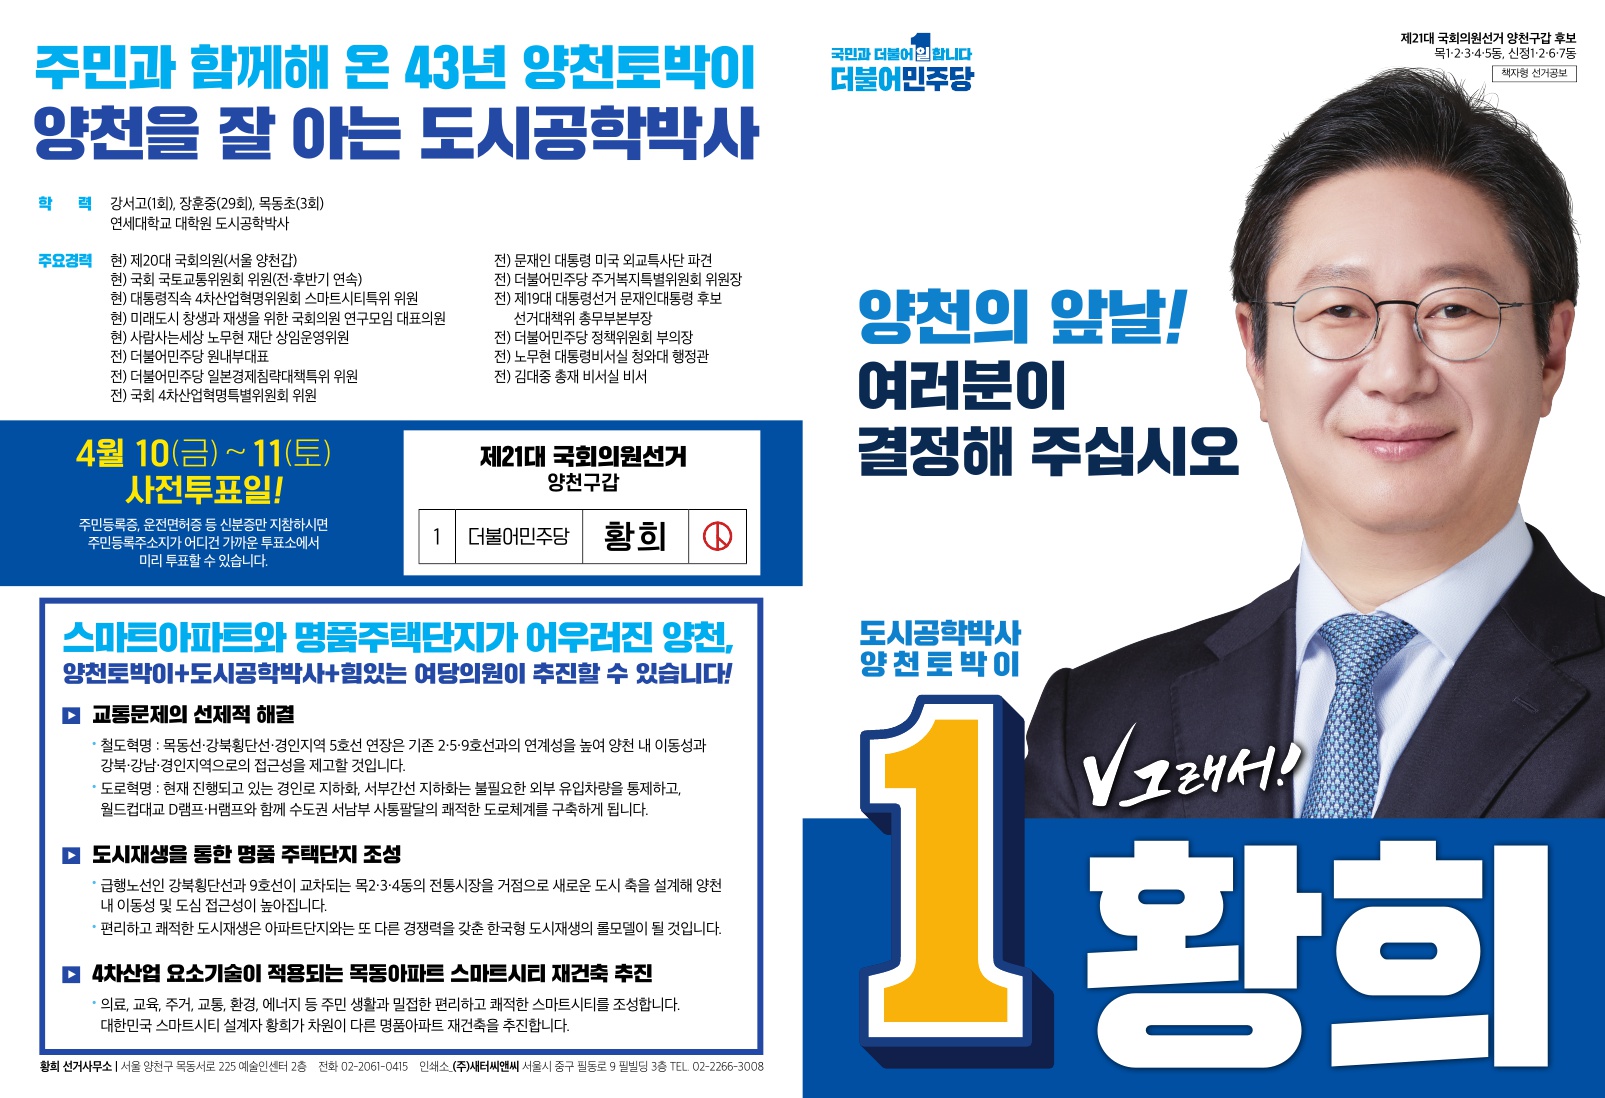 주민과 함께해 온 43년 양천토박이
양천을 잘 아는 도시공학박사
학 력
강서고(1회), 장훈중(29회), 목동초(3회)
연세대학교 대학원 도시공학박사
주요경력
현) 제20대 국회의원(서울 양천갑)
현) 국회 국토교통위원회 위원(전·후반기 연속)
현) 대통령직속 4차산업혁명위원회 스마트시티특위 위원
현) 미래도시 창생과 재생을 위한 국회의원 연구모임 대표의원
현) 사람사는세상 노무현 재단 상임운영위원
전) 더불어민주당 원내부대표
전) 더불어민주당 일본경제침략대책특위 위원
전) 국회 4차산업혁명특별위원회 위원
전) 문재인 대통령 미국 외교특사단 파견
전) 더불어민주당 주거복지특별위원회 위원장
전) 제19대 대통령선거 문재인대통령 후보
선거대책위 총무부본부장
전) 더불어민주당 정책위원회 부의장
전) 노무현 대통령비서실 청와대 행정관
전) 김대중 총재 비서실 비서
4월 10(금) ~ 11(토)
사전투표일!
주민등록증, 운전면허증 등 신분증만 지참하시면
주민등록주소지가 어디건 가까운 투표소에서
미리 투표할 수 있습니다.
제21대 국회의원선거
양천구갑
1 더불어민주당 황희
스마트아파트와 명품주택단지가 어우러진 양천,
양천토박이+도시공학박사+힘있는 여당의원이 추진할 수 있습니다!
교통문제의 선제적 해결
· 철도혁명 : 목동선·강북횡단선·경인지역 5호선 연장은 기존 2·5·9호선과의 연계성을 높여 양천 내 이동성과
강북·강남·경인지역으로의 접근성을 제고할 것입니다.
· 도로혁명 : 현재 진행되고 있는 경인로 지하화, 서부간선 지하화는 불필요한 외부 유입차량을 통제하고,
월드컵대교 D램프·H램프와 함께 수도권 서남부 사통팔달의 쾌적한 도로체계를 구축하게 됩니다.
도시재생을 통한 명품 주택단지 조성
· 급행노선인 강북횡단선과 9호선이 교차되는 목2·3·4동의 전통시장을 거점으로 새로운 도시 축을 설계해 양천
내 이동성 및 도심 접근성이 높아집니다.
· 편리하고 쾌적한 도시재생은 아파트단지와는 또 다른 경쟁력을 갖춘 한국형 도시재생의 롤모델이 될 것입니다.
4차산업 요소기술이 적용되는 목동아파트 스마트시티 재건축 추진
· 의료, 교육, 주거, 교통, 환경, 에너지 등 주민 생활과 밀접한 편리하고 쾌적한 스마트시티를 조성합니다.
대한민국 스마트시티 설계자 황희가 차원이 다른 명품아파트 재건축을 추진합니다.
황희 선거사무소 | 서울 양천구 목동서로 225 예술인센터 2층 전화 02-2061-0415 인쇄소_(주)새터씨앤씨 서울시 중구 필동로 9 필빌딩 3층 TEL. 02-2266-3008
국민과 더불어 일합니다
1
더불어민주당
제21대 국회의원선거 양천구갑 후보
목1·2·3·4·5동, 신정1·2·6·7동
책자형 선거공보
양천의 앞날!
여러분이
결정해 주십시오
도시공학박사
양천토박이
1
그래서!
황희